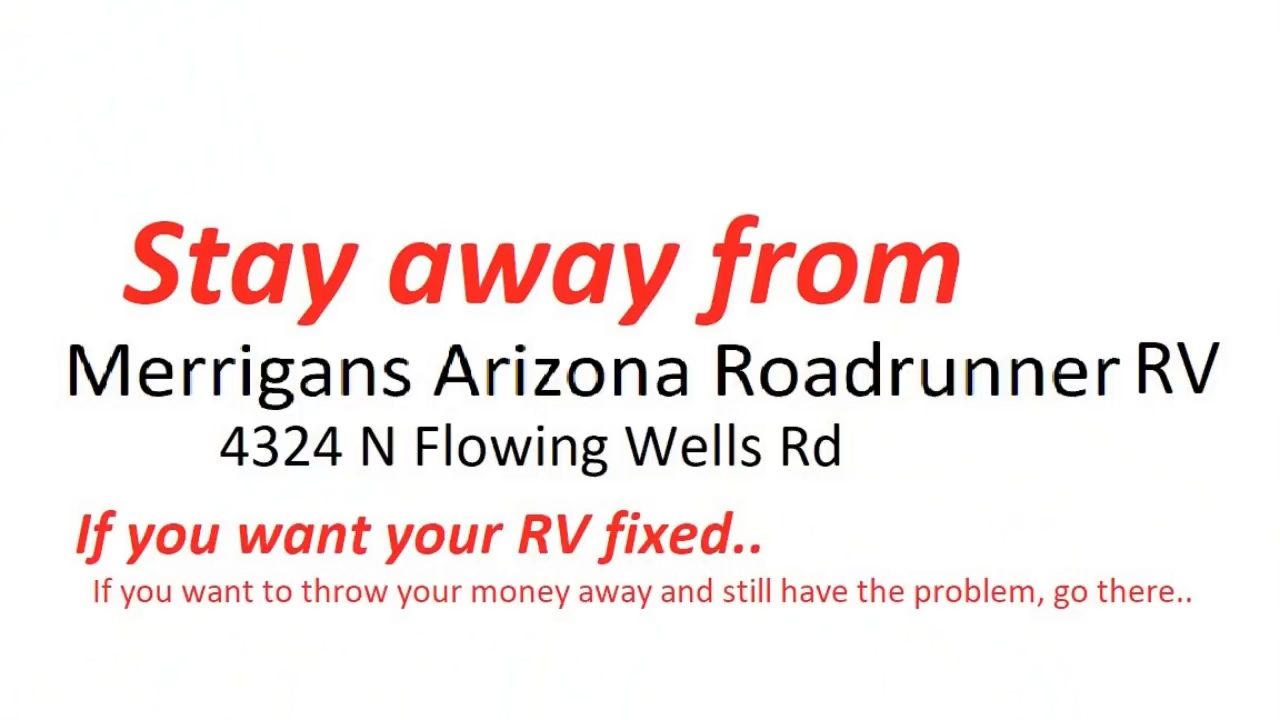 Stay away from
Merrigans Arizona Roadrunner RV
4324 N Flowing Wells Rd
If you want your RV fixed..
If you want to throw your money away and still have the problem, go there..